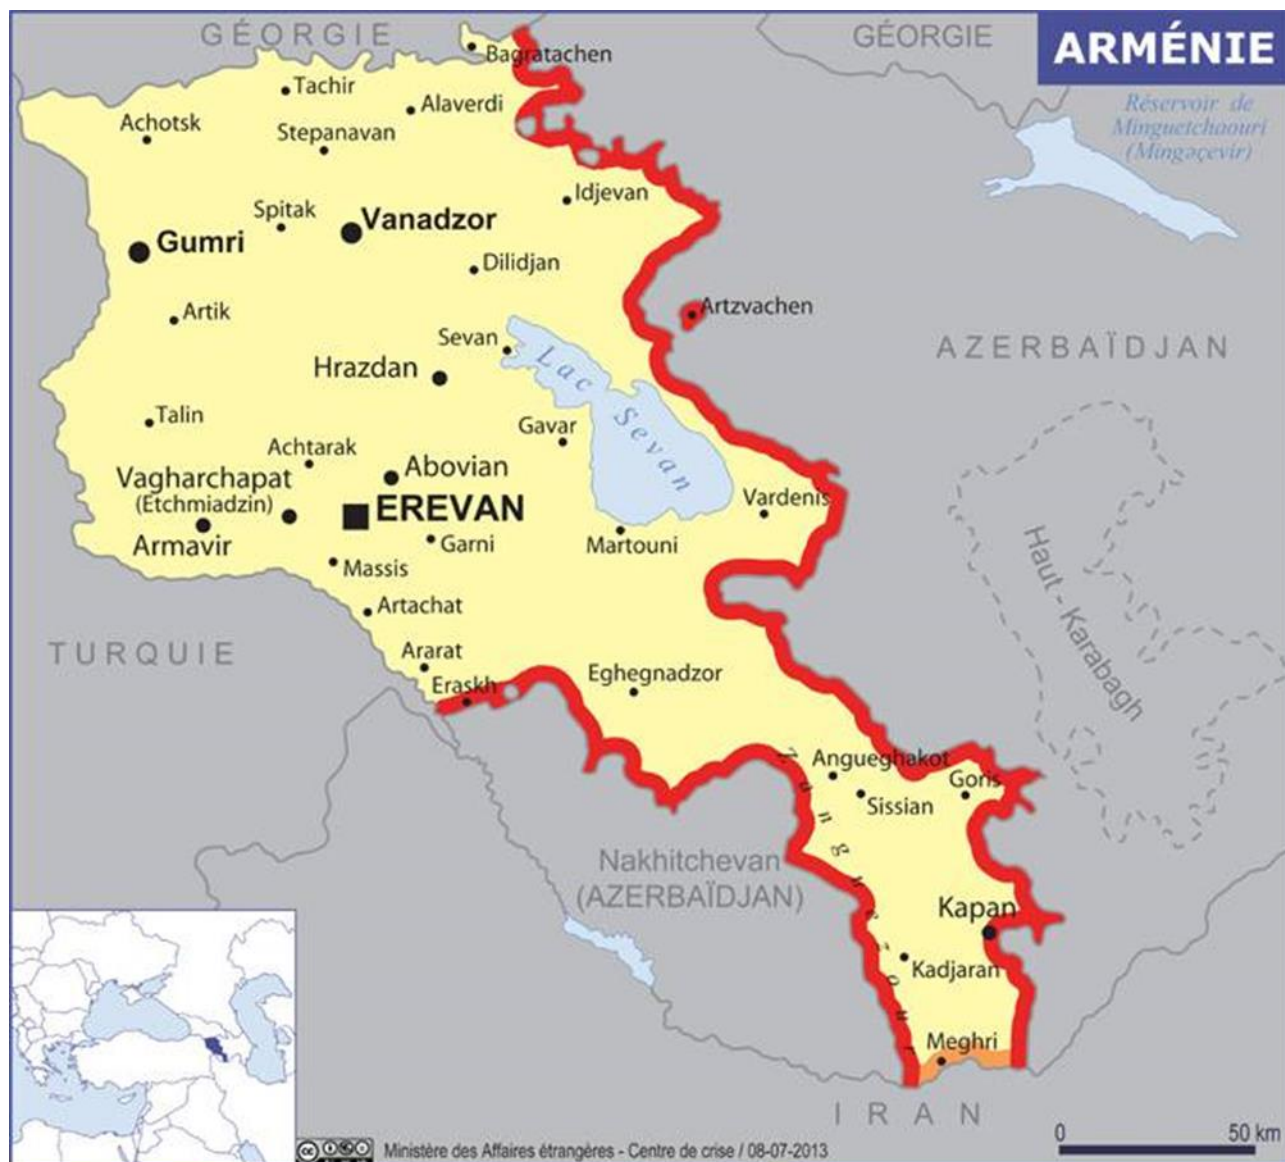 GÉORGIE
GÉORGIE
ARMÉNIE
Bagratachen
Tachir
Alaverdi
Réservoir de
Minguetchaouri
(Mingəçevir)
Achotsk
Stepanavan
Idjevan
Spitak
Vanadzor
Gumri
Dilidjan
Artik
Artzvachen
Sevan
AZERBAÏDJAN
Hrazdan
Lac
Sevan
Talin
Gavar
Achtarak
Abovian
Vagharchapat
(Etchmiadzin)
EREVAN
Vardenis
Armavir
Garni
Martouni
Massis
Haut - Karabagh
Artachat
TURQUIE
Ararat
Eraskh
Eghegnadzor
Angueghakot
Goris
Sissian
Zanguezour
Nakhitchevan
(AZERBAÏDJAN)
Kapan
Kadjaran
Meghri
IRAN
0 50 km
cc
Ministère des Affaires étrangères - Centre de crise / 08-07-2013